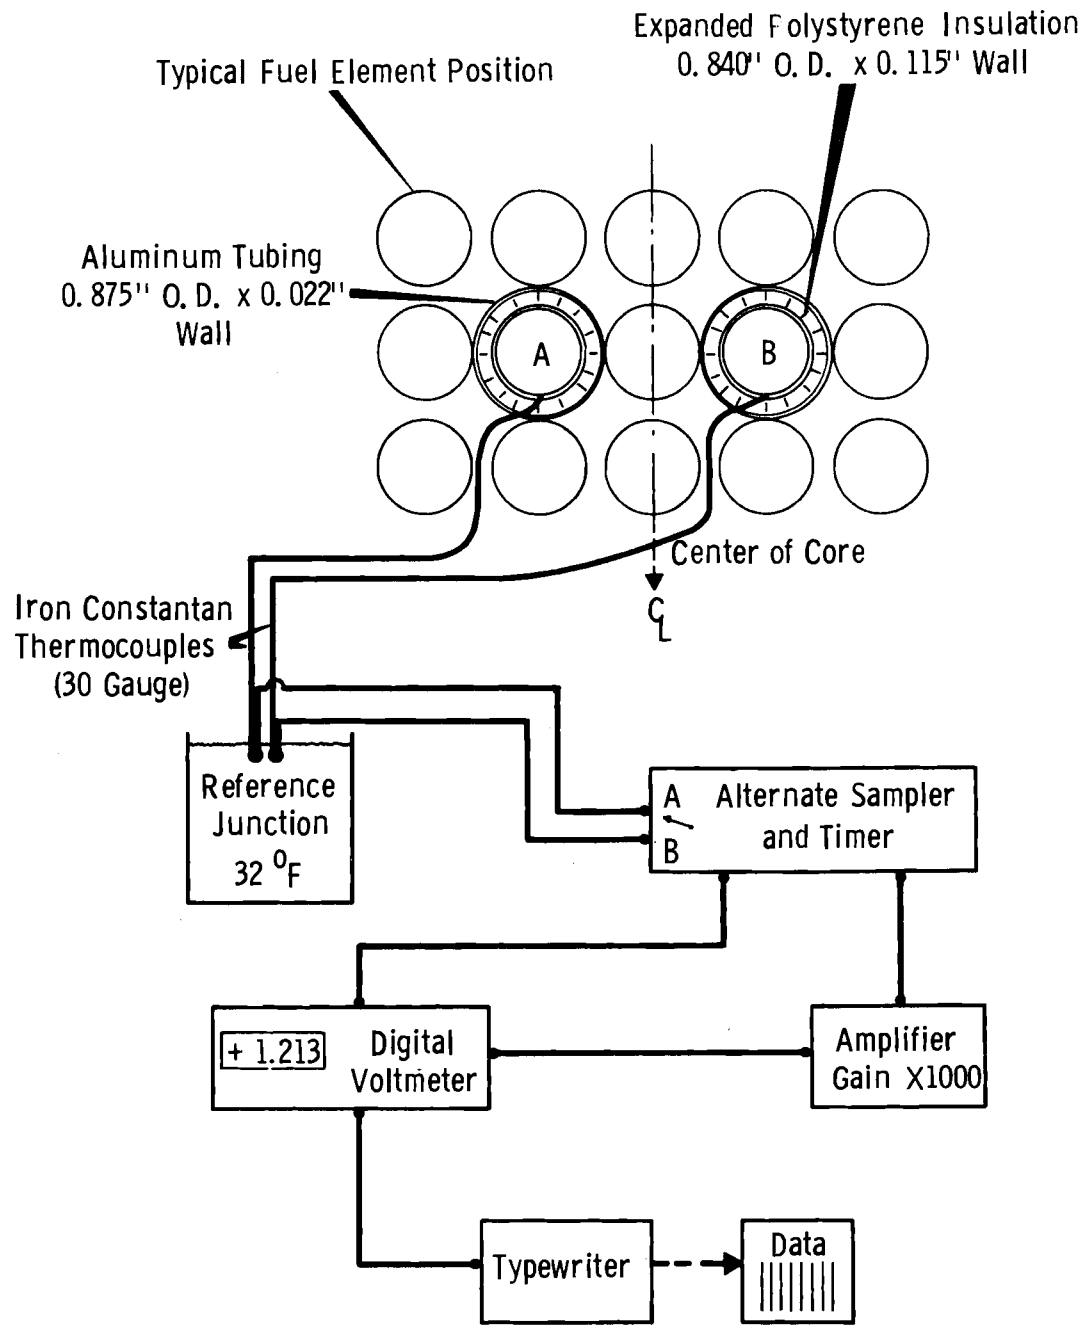 Expanded Polystyrene Insulation
0.840" O.D. x 0.115" Wall
Typical Fuel Element Position
Aluminum Tubing
0.875" O.D. x 0.022"
Wall
A
B
Center of Core
CL
Iron Constantan
Thermocouples
(30 Gauge)
Reference
Junction
32 °F
A
B
Alternate Sampler
and Timer
+ 1.213
Digital
Voltmeter
Amplifier
Gain X1000
Typewriter
Data